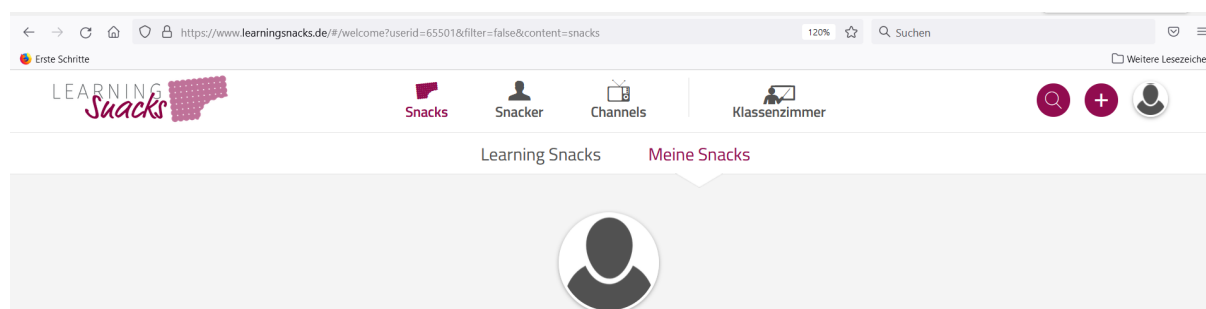 https://www.learningsnacks.de/#/welcome?userid=65501&filter=false&content=snacks 120% Suchen
Erste Schritte Weitere Lesezeiche
LEARNING
Snacks
Snacks Snacker Channels Klassenzimmer
Learning Snacks Meine Snacks